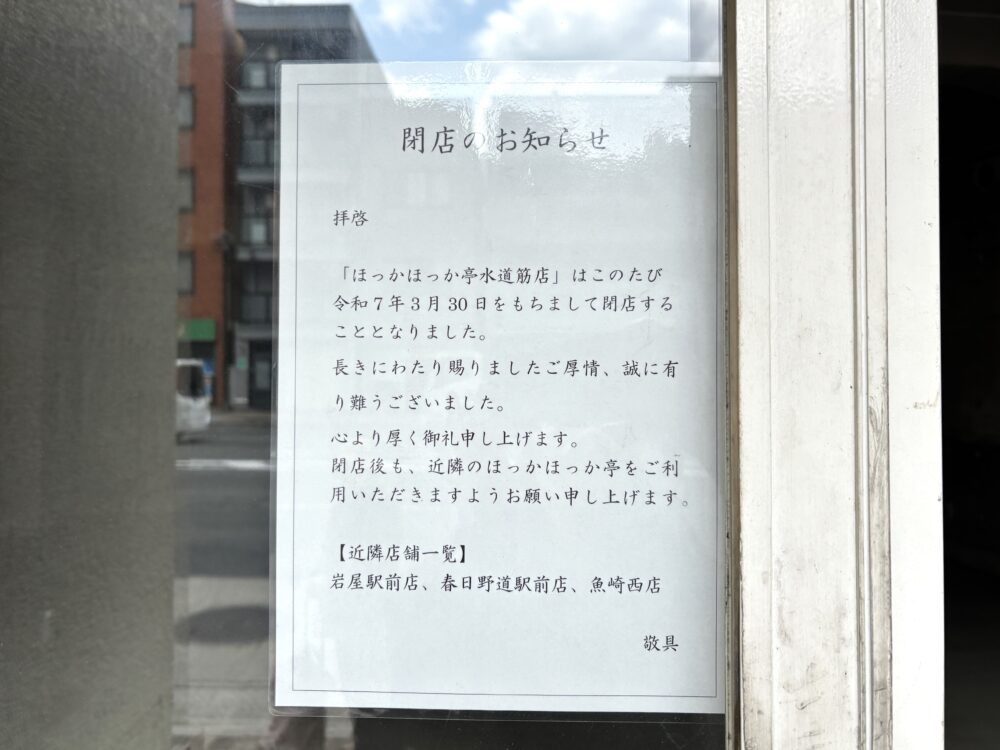 閉店のお知らせ
拝啓
「ほっかほっか亭水道筋店」はこのたび
令和7年3月30日をもちまして閉店する
こととなりました。
長きにわたり賜りましたご厚情、誠に有
り難うございました。
心より厚く御礼申し上げます。
閉店後も、近隣のほっかほっか亭をご利
用いただきますようお願い申し上げます。
【近隣店舗一覧】
岩屋駅前店、春日野道駅前店、魚崎西店
敬具